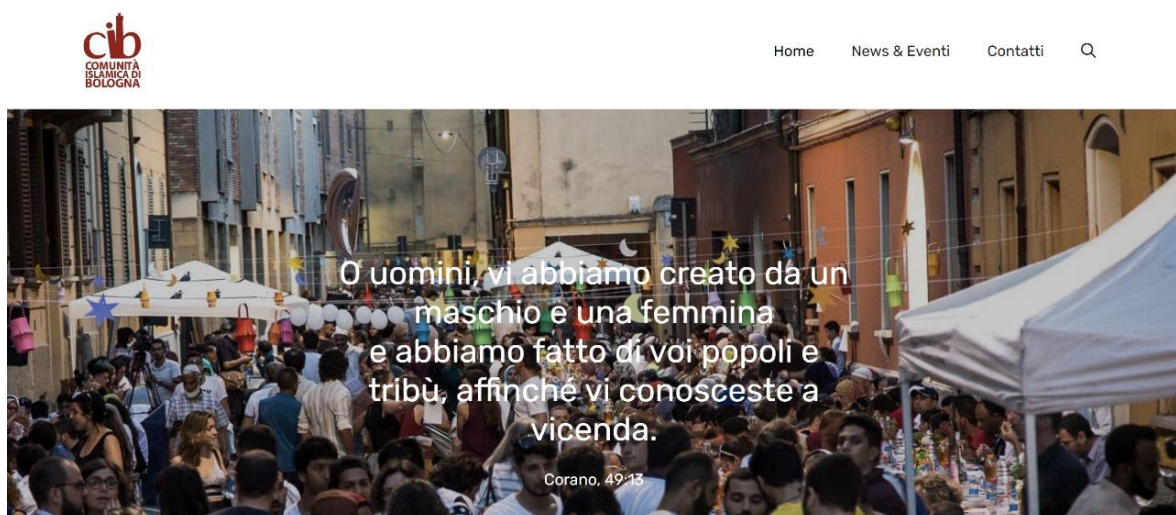 cib
COMUNITÀ
ISLAMICA DI
BOLOGNA
Home
News & Eventi
Contatti
O uomini, vi abbiamo creato da un
maschio e una femmina
e abbiamo fatto di voi popoli e
tribù, affinché vi conosceste a
vicenda.
Corano, 49:13